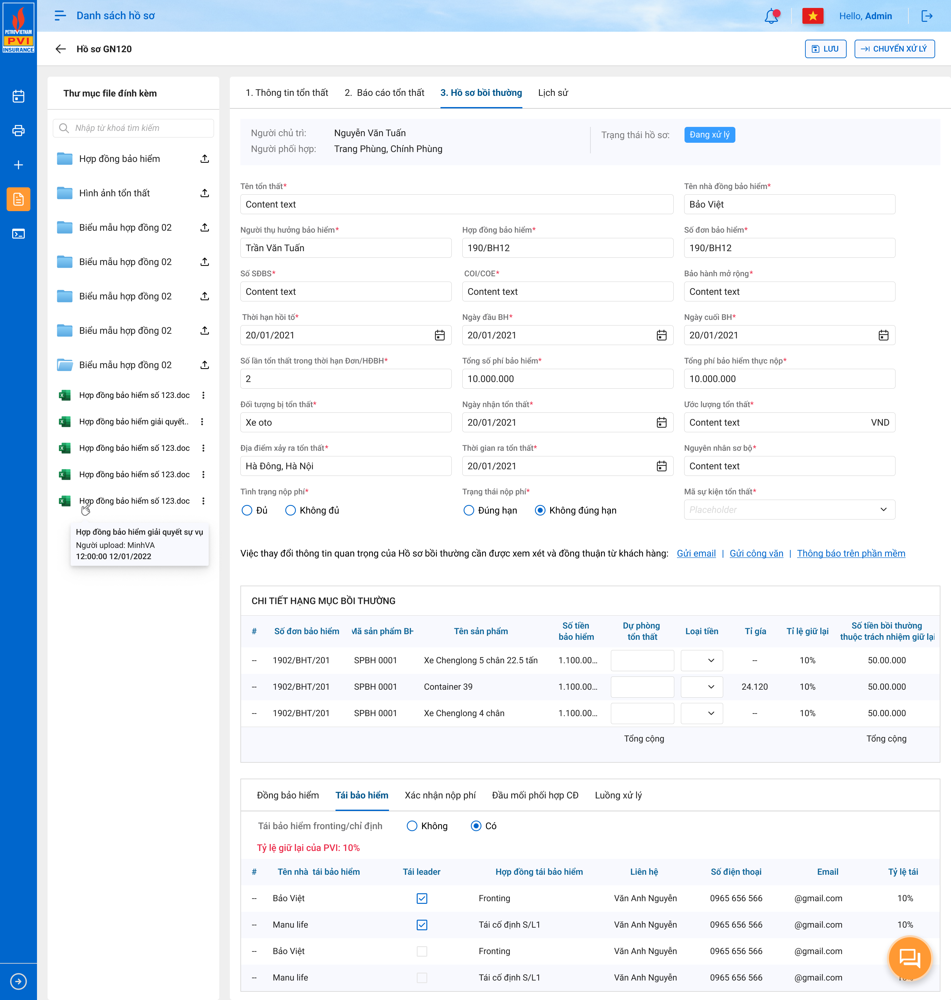 PETROVIETNAM
PVI
INSURANCE
Danh sách hồ sơ
Hello, Admin
Hồ sơ GN120
LƯU
CHUYỂN XỬ LÝ
Thư mục file đính kèm
Nhập từ khoá tìm kiếm
Hợp đồng bảo hiểm
Hình ảnh tổn thất
Biểu mẫu hợp đồng 02
Biểu mẫu hợp đồng 02
Biểu mẫu hợp đồng 02
Biểu mẫu hợp đồng 02
Biểu mẫu hợp đồng 02
Hợp đồng bảo hiểm số 123.doc
Hợp đồng bảo hiểm giải quyết..
Hợp đồng bảo hiểm số 123.doc
Hợp đồng bảo hiểm số 123.doc
Hợp đồng bảo hiểm số 123.doc
Hợp đồng bảo hiểm giải quyết sự vụ
Người upload: MinhVA
12:00:00 12/01/2022
1. Thông tin tổn thất 2. Báo cáo tổn thất 3. Hồ sơ bồi thường Lịch sử
Người chủ trì: Nguyễn Văn Tuấn
Người phối hợp: Trang Phùng, Chính Phùng
Trạng thái hồ sơ: Đang xử lý
Tên tổn thất* Tên nhà đồng bảo hiểm*
Content text Bảo Việt
Người thụ hưởng bảo hiểm* Hợp đồng bảo hiểm* Số đơn bảo hiểm*
Trần Văn Tuấn 190/BH12 190/BH12
Số SĐBS* COI/COE* Bảo hành mở rộng*
Content text Content text Content text
Thời hạn hồi tố* Ngày đầu BH* Ngày cuối BH*
20/01/2021 20/01/2021 20/01/2021
Số lần tổn thất trong thời hạn Đơn/HĐBH* Tổng số phí bảo hiểm* Tổng phí bảo hiểm thực nộp*
2 10.000.000 10.000.000
Đối tượng bị tổn thất* Ngày nhận tổn thất* Ước lượng tổn thất*
Xe oto 20/01/2021 Content text VND
Địa điểm xảy ra tổn thất* Thời gian ra tổn thất* Nguyên nhân sơ bộ*
Hà Đông, Hà Nội 20/01/2021 Content text
Tình trạng nộp phí* Trạng thái nộp phí* Mã sự kiện tổn thất*
Đủ Không đủ Đúng hạn Không đúng hạn Placeholder
Việc thay đổi thông tin quan trọng của Hồ sơ bồi thường cần được xem xét và đồng thuận từ khách hàng: Gửi email | Gửi công văn | Thông báo trên phần mềm
CHI TIẾT HẠNG MỤC BỒI THƯỜNG
# Số đơn bảo hiểm Mã sản phẩm BH Tên sản phẩm Số tiền bảo hiểm Dự phòng tổn thất Loại tiền Tỉ gía Tỉ lệ giữ lại Số tiền bồi thường thuộc trách nhiệm giữ lại
-- 1902/BHT/201 SPBH 0001 Xe Chenglong 5 chân 22.5 tấn 1.100.00... -- 10% 50.00.000
-- 1902/BHT/201 SPBH 0001 Container 39 1.100.00... 24.120 10% 50.00.000
-- 1902/BHT/201 SPBH 0001 Xe Chenglong 4 chân 1.100.00... -- 10% 50.00.000
Tổng cộng Tổng cộng
Đồng bảo hiểm Tái bảo hiểm Xác nhận nộp phí Đầu mối phối hợp CĐ Luồng xử lý
Tái bảo hiểm fronting/chỉ định Không Có
Tỷ lệ giữ lại của PVI: 10%
# Tên nhà tái bảo hiểm Tái leader Hợp đồng tái bảo hiểm Liên hệ Số điện thoại Email Tỷ lệ tái
-- Bảo Việt Fronting Văn Anh Nguyễn 0965 656 566 @gmail.com 10%
-- Manu life Tái cố định S/L1 Văn Anh Nguyễn 0965 656 566 @gmail.com 10%
-- Bảo Việt Fronting Văn Anh Nguyễn 0965 656 566 @gmail.com
-- Manu life Tái cố định S/L1 Văn Anh Nguyễn 0965 656 566 @gmail.com